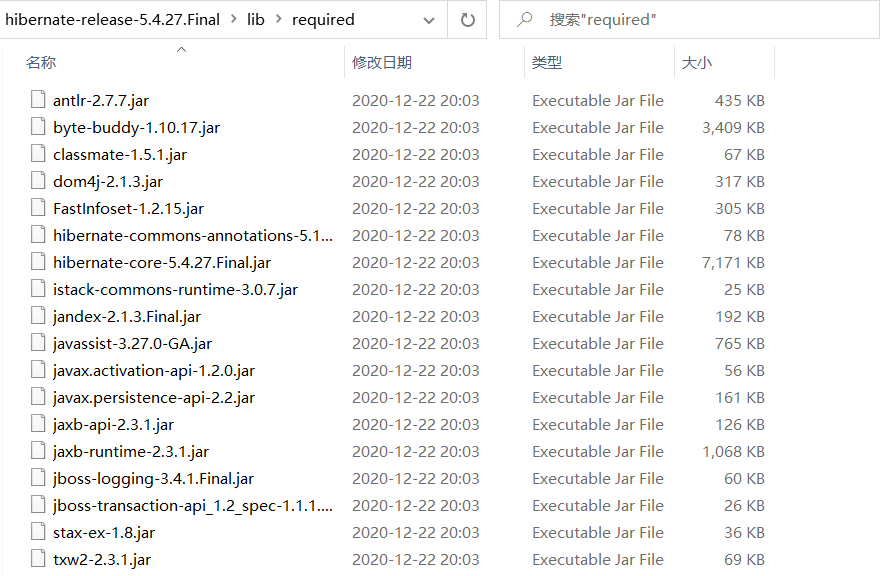 hibernate-release-5.4.27.Final > lib > required 搜索"required"
名称 修改日期 类型 大小
antlr-2.7.7.jar 2020-12-22 20:03 Executable Jar File 435 KB
byte-buddy-1.10.17.jar 2020-12-22 20:03 Executable Jar File 3,409 KB
classmate-1.5.1.jar 2020-12-22 20:03 Executable Jar File 67 KB
dom4j-2.1.3.jar 2020-12-22 20:03 Executable Jar File 317 KB
FastInfoset-1.2.15.jar 2020-12-22 20:03 Executable Jar File 305 KB
hibernate-commons-annotations-5.1... 2020-12-22 20:03 Executable Jar File 78 KB
hibernate-core-5.4.27.Final.jar 2020-12-22 20:03 Executable Jar File 7,171 KB
istack-commons-runtime-3.0.7.jar 2020-12-22 20:03 Executable Jar File 25 KB
jandex-2.1.3.Final.jar 2020-12-22 20:03 Executable Jar File 192 KB
javassist-3.27.0-GA.jar 2020-12-22 20:03 Executable Jar File 765 KB
javax.activation-api-1.2.0.jar 2020-12-22 20:03 Executable Jar File 56 KB
javax.persistence-api-2.2.jar 2020-12-22 20:03 Executable Jar File 161 KB
jaxb-api-2.3.1.jar 2020-12-22 20:03 Executable Jar File 126 KB
jaxb-runtime-2.3.1.jar 2020-12-22 20:03 Executable Jar File 1,068 KB
jboss-logging-3.4.1.Final.jar 2020-12-22 20:03 Executable Jar File 60 KB
jboss-transaction-api_1.2_spec-1.1.1.... 2020-12-22 20:03 Executable Jar File 26 KB
stax-ex-1.8.jar 2020-12-22 20:03 Executable Jar File 36 KB
txw2-2.3.1.jar 2020-12-22 20:03 Executable Jar File 69 KB